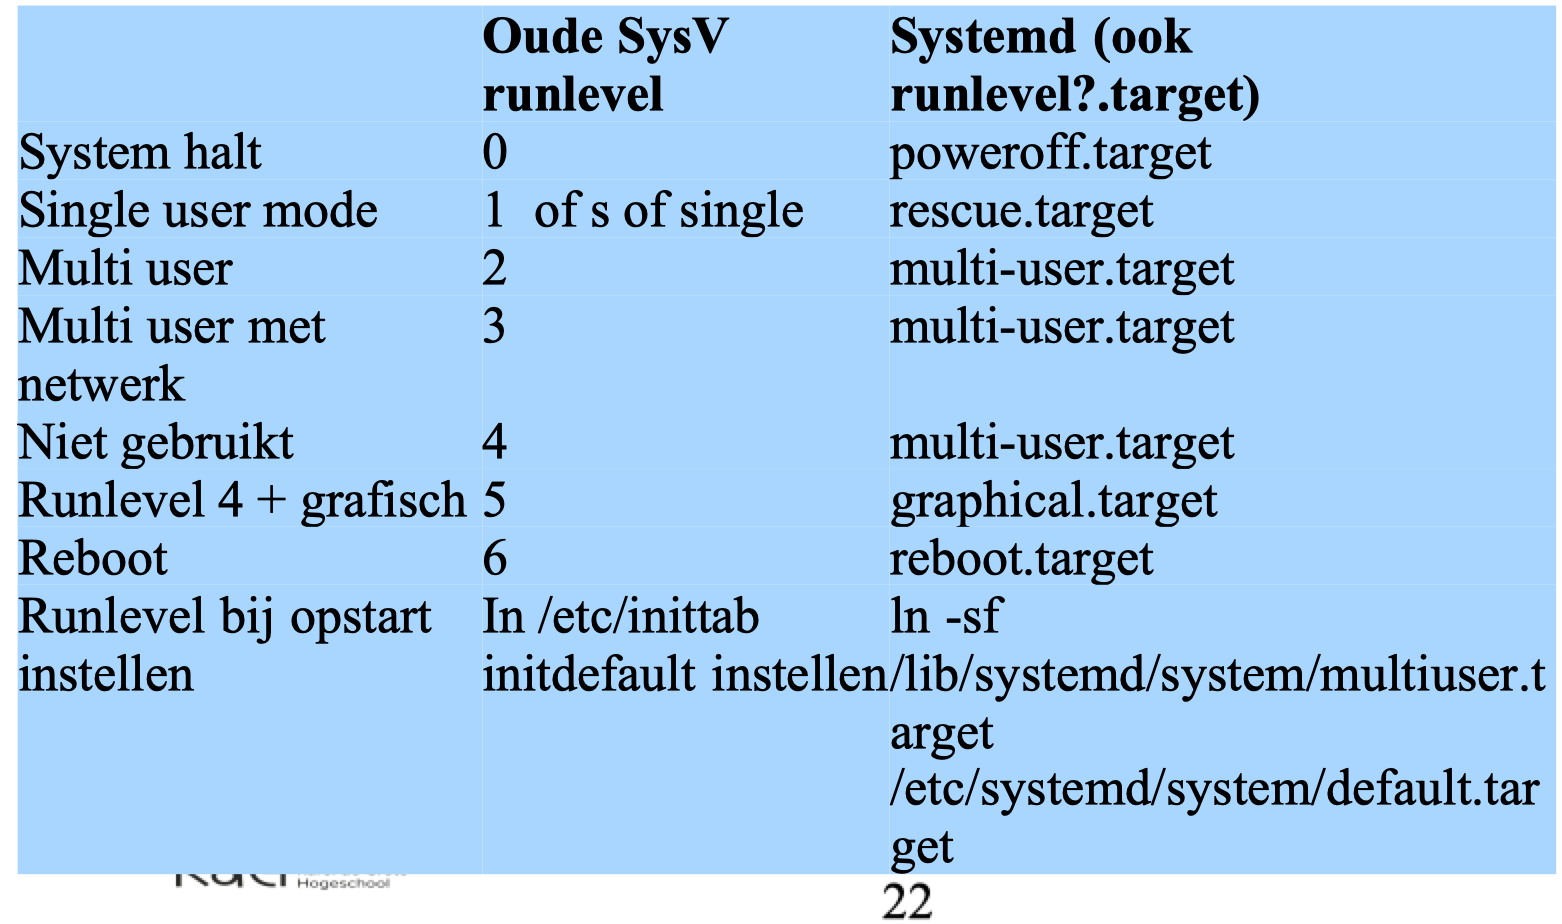 Oude SysV runlevel Systemd (ook runlevel?.target)
System halt 0 poweroff.target
Single user mode 1 of s of single rescue.target
Multi user 2 multi-user.target
Multi user met netwerk 3 multi-user.target
Niet gebruikt 4 multi-user.target
Runlevel 4 + grafisch 5 graphical.target
Reboot 6 reboot.target
Runlevel bij opstart instellen In /etc/inittab initdefault instellen ln -sf /lib/systemd/system/multiuser.target /etc/systemd/system/default.target
Hogeschool
22